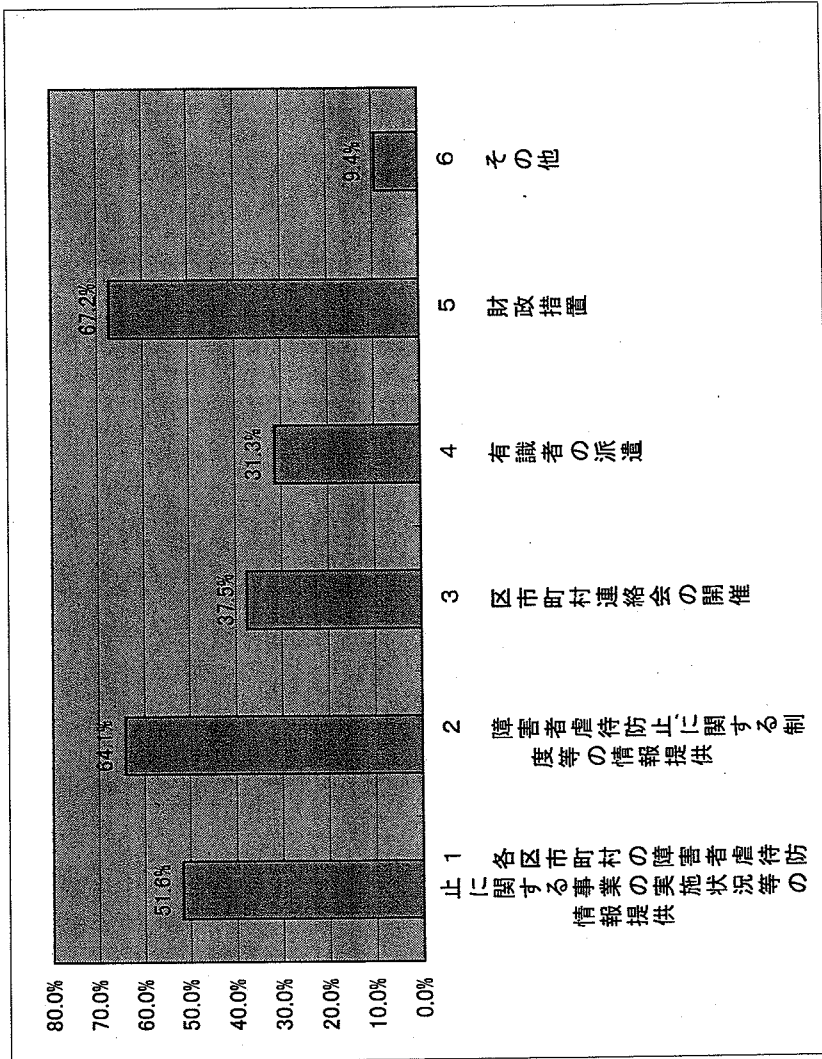 80.0%
70.0%
60.0%
50.0%
40.0%
30.0%
20.0%
10.0%
0.0%
51.6%
64.1%
37.5%
31.3%
67.2%
9.4%
1 各区市町村の障害者虐待防
止に関する事業の実施状況等の
情報提供
2 障害者虐待防止に関する制
度等の情報提供
3 区市町村連絡会の開催
4 有識者の派遣
5 財政措置
6 その他